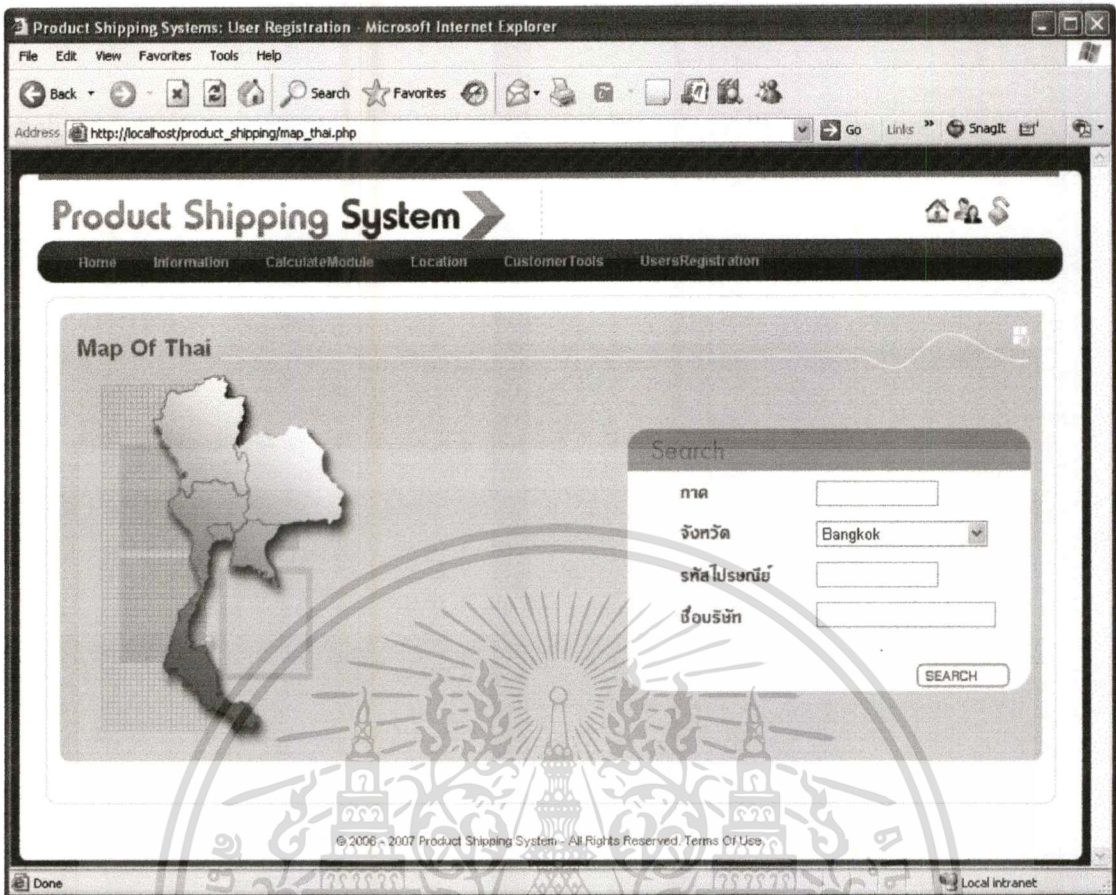 Product Shipping Systems: User Registration - Microsoft Internet Explorer
File Edit View Favorites Tools Help
Back Search Favorites
Address http://localhost/product_shipping/map_thai.php Go Links » SnagIt
Product Shipping System
Home Information CalculateModule Location CustomerTools UsersRegistration
Map Of Thai
Search
ภาค
จังหวัด Bangkok
รหัสไปรษณีย์
ชื่อบริษัท
SEARCH
© 2006 - 2007 Product Shipping System - All Rights Reserved. Terms Of Use.
Done Local intranet